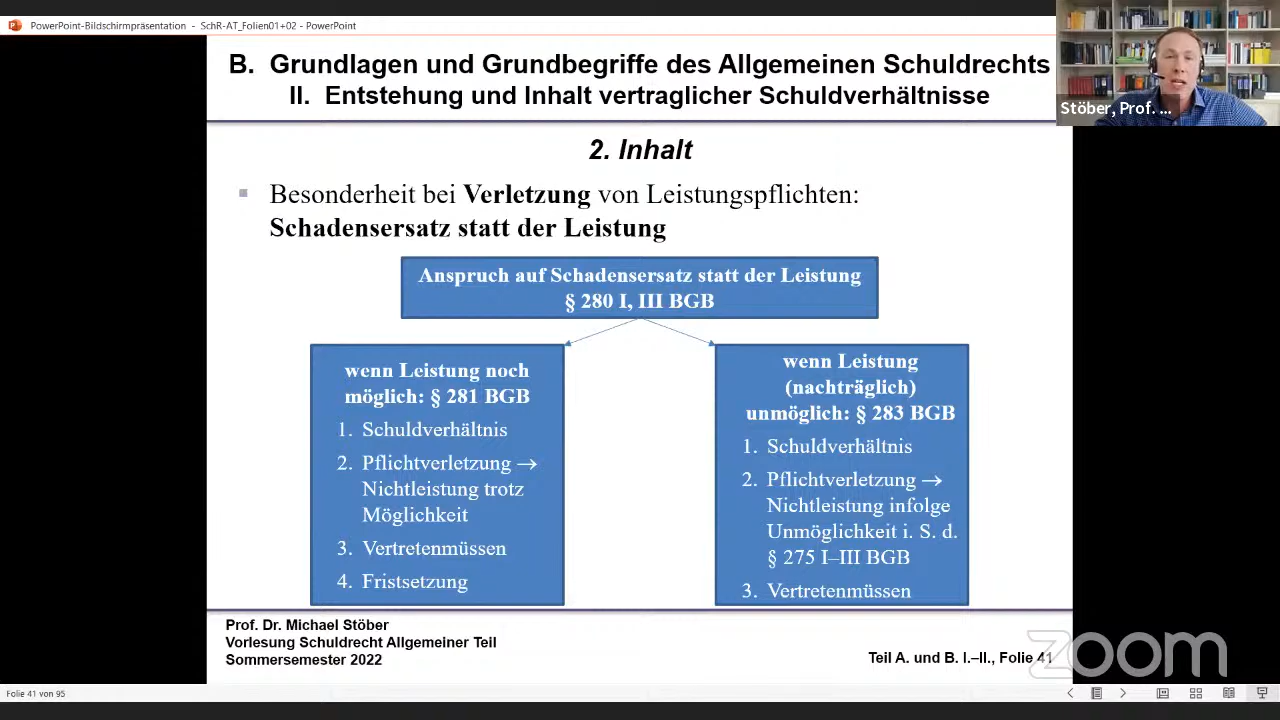 PowerPoint-Bildschirmpräsentation - SchR-AT_Folien01+02 - PowerPoint
B. Grundlagen und Grundbegriffe des Allgemeinen Schuldrechts
II. Entstehung und Inhalt vertraglicher Schuldverhältnisse
Stöber, Prof. ...
2. Inhalt
Besonderheit bei Verletzung von Leistungspflichten:
Schadensersatz statt der Leistung
Anspruch auf Schadensersatz statt der Leistung
§ 280 I, III BGB
wenn Leistung noch
möglich: § 281 BGB
1. Schuldverhältnis
2. Pflichtverletzung →
Nichtleistung trotz
Möglichkeit
3. Vertretenmüssen
4. Fristsetzung
wenn Leistung
(nachträglich)
unmöglich: § 283 BGB
1. Schuldverhältnis
2. Pflichtverletzung →
Nichtleistung infolge
Unmöglichkeit i. S. d.
§ 275 I–III BGB
3. Vertretenmüssen
Prof. Dr. Michael Stöber
Vorlesung Schuldrecht Allgemeiner Teil
Sommersemester 2022
Teil A. und B. I.–II., Folie 41
zoom
Folie 41 von 95